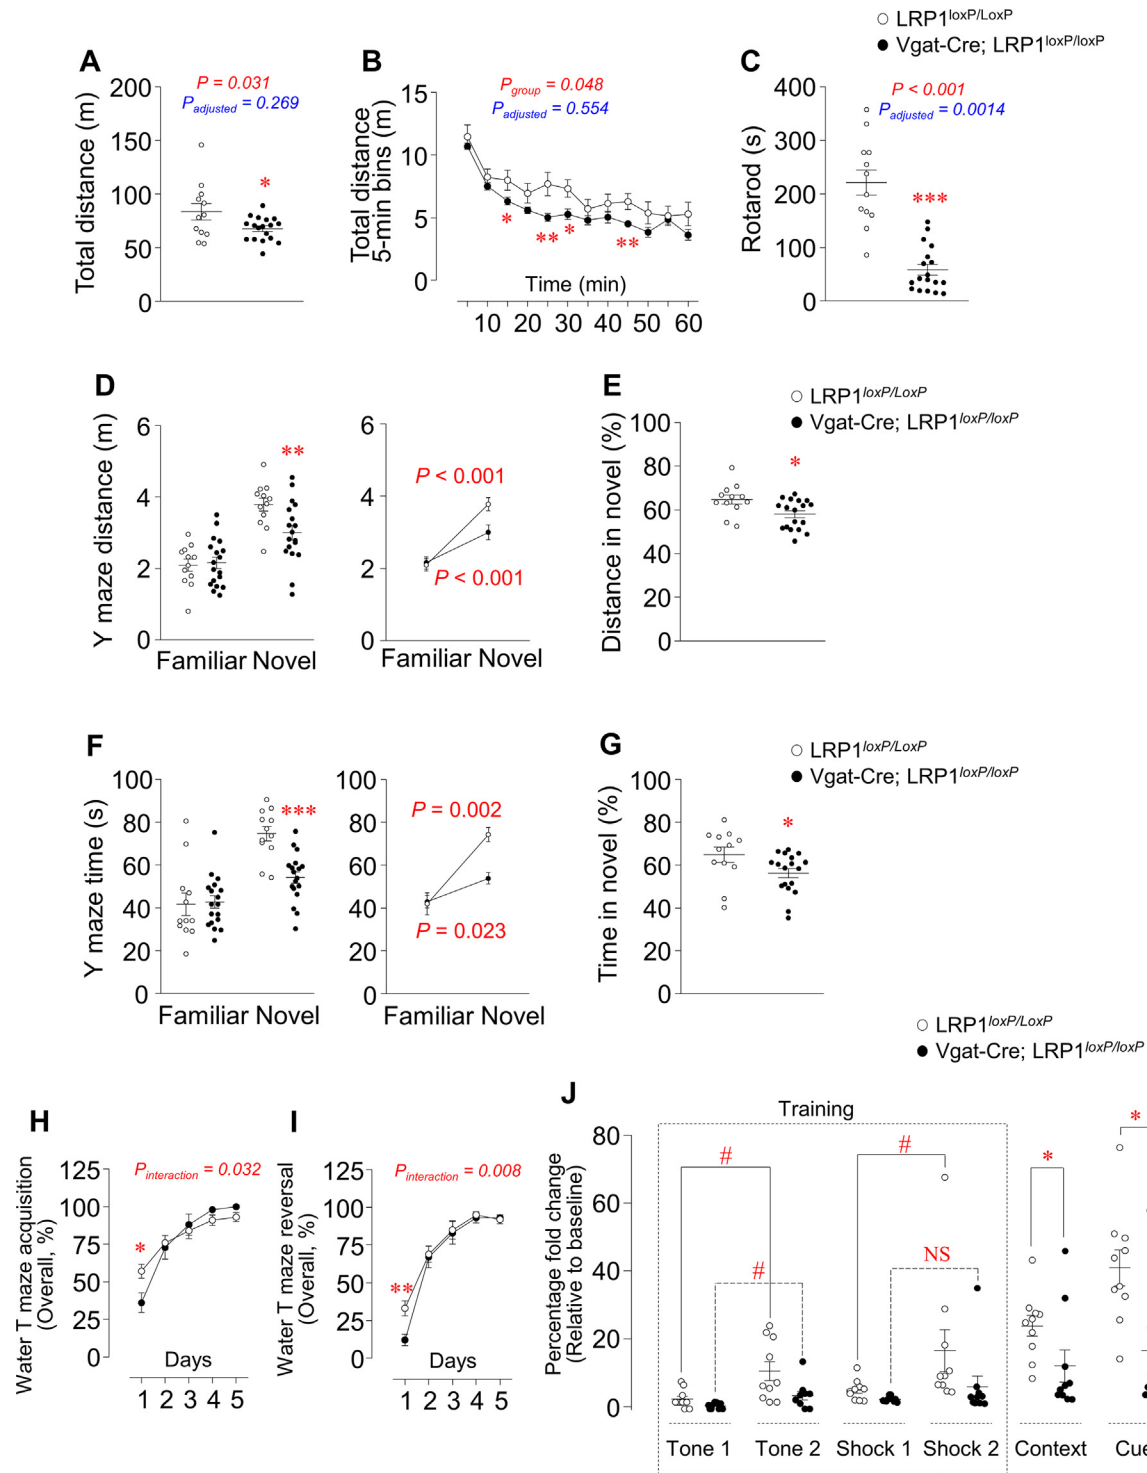 LRP1loxP/LoxP
Vgat-Cre; LRP1loxP/loxP
A
Total distance (m)
200
150
100
50
0
P = 0.031
Padjusted = 0.269
*
B
Total distance
5-min bins (m)
15
10
5
0
Pgroup = 0.048
Padjusted = 0.554
*
**
*
**
Time (min)
10 20 30 40 50 60
C
Rotarod (s)
400
300
200
100
0
P < 0.001
Padjusted = 0.0014
***
D
Y maze distance (m)
6
4
2
0
**
Familiar Novel
6
4
2
0
P < 0.001
P < 0.001
Familiar Novel
E
LRP1loxP/LoxP
Vgat-Cre; LRP1loxP/loxP
Distance in novel (%)
100
80
60
40
20
0
*
F
Y maze time (s)
100
80
60
40
20
0
***
Familiar Novel
100
80
60
40
20
0
P = 0.002
P = 0.023
Familiar Novel
G
LRP1loxP/LoxP
Vgat-Cre; LRP1loxP/loxP
Time in novel (%)
100
80
60
40
20
0
*
LRP1loxP/LoxP
Vgat-Cre; LRP1loxP/loxP
H
Water T maze acquisition
(Overall, %)
125
100
75
50
25
0
Pinteraction = 0.032
*
Days
1 2 3 4 5
I
Water T maze reversal
(Overall, %)
125
100
75
50
25
0
Pinteraction = 0.008
**
Days
1 2 3 4 5
J
Percentage fold change
(Relative to baseline)
80
60
40
20
0
Training
#
#
#
NS
*
*
Tone 1 Tone 2 Shock 1 Shock 2 Context Cue